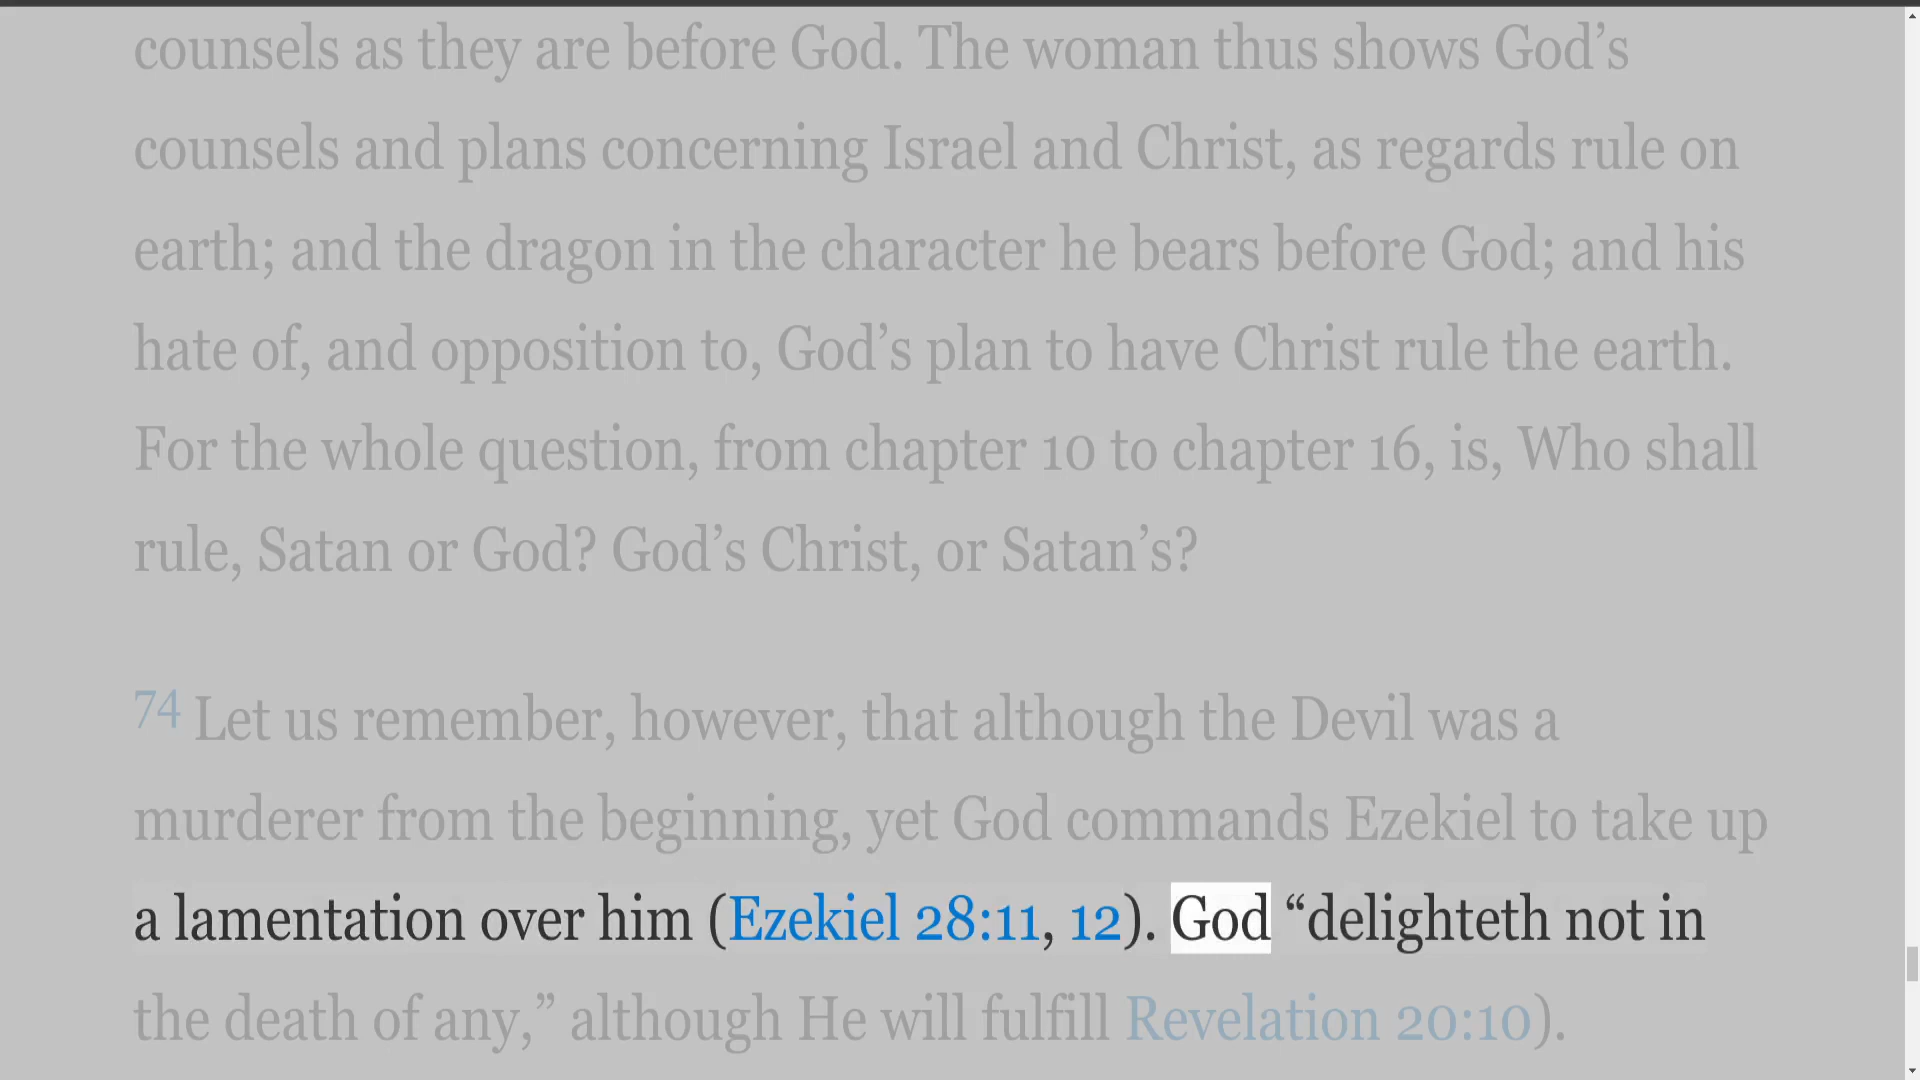 counsels as they are before God. The woman thus shows God’s
counsels and plans concerning Israel and Christ, as regards rule on
earth; and the dragon in the character he bears before God; and his
hate of, and opposition to, God’s plan to have Christ rule the earth.
For the whole question, from chapter 10 to chapter 16, is, Who shall
rule, Satan or God? God’s Christ, or Satan’s?
74 Let us remember, however, that although the Devil was a
murderer from the beginning, yet God commands Ezekiel to take up
a lamentation over him (Ezekiel 28:11, 12). God “delighteth not in
the death of any,” although He will fulfill Revelation 20:10).